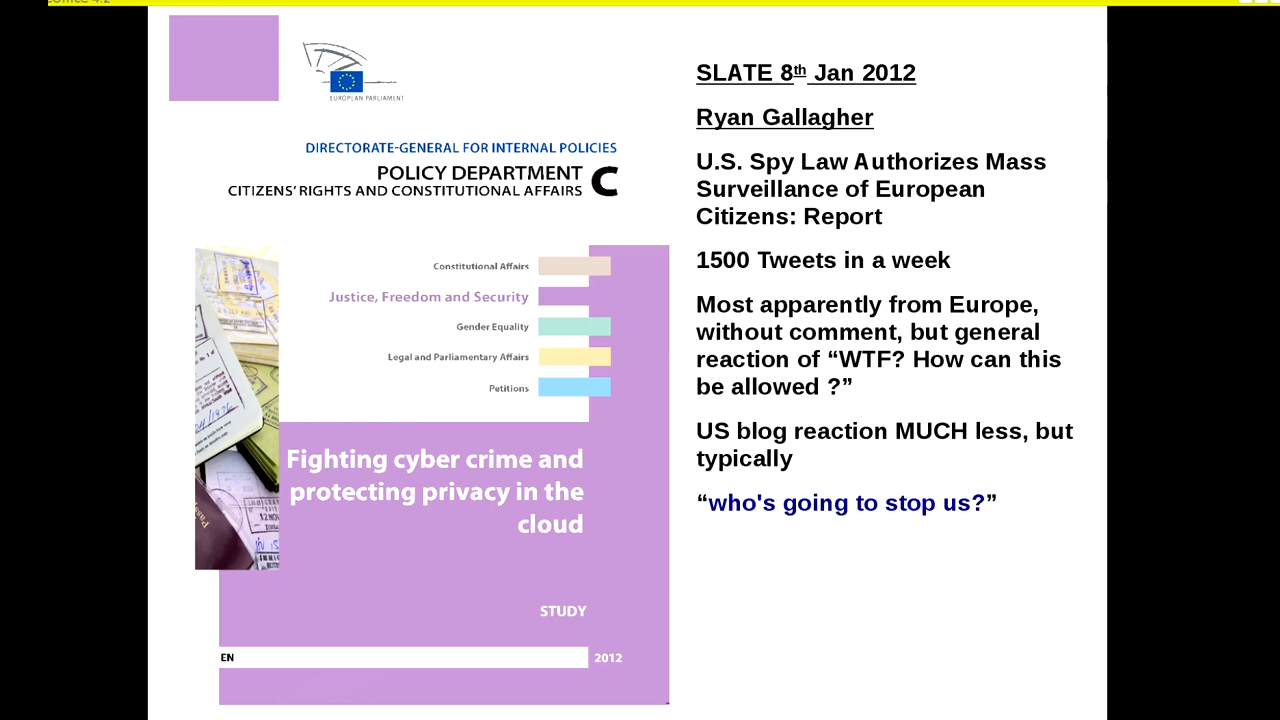 EUROPEAN PARLIAMENT
DIRECTORATE-GENERAL FOR INTERNAL POLICIES
POLICY DEPARTMENT C
CITIZENS' RIGHTS AND CONSTITUTIONAL AFFAIRS
Constitutional Affairs
Justice, Freedom and Security
Gender Equality
Legal and Parliamentary Affairs
Petitions
Fighting cyber crime and
protecting privacy in the
cloud
STUDY
EN
2012
SLATE 8th Jan 2012
Ryan Gallagher
U.S. Spy Law Authorizes Mass
Surveillance of European
Citizens: Report
1500 Tweets in a week
Most apparently from Europe,
without comment, but general
reaction of “WTF? How can this
be allowed ?”
US blog reaction MUCH less, but
typically
“who's going to stop us?”